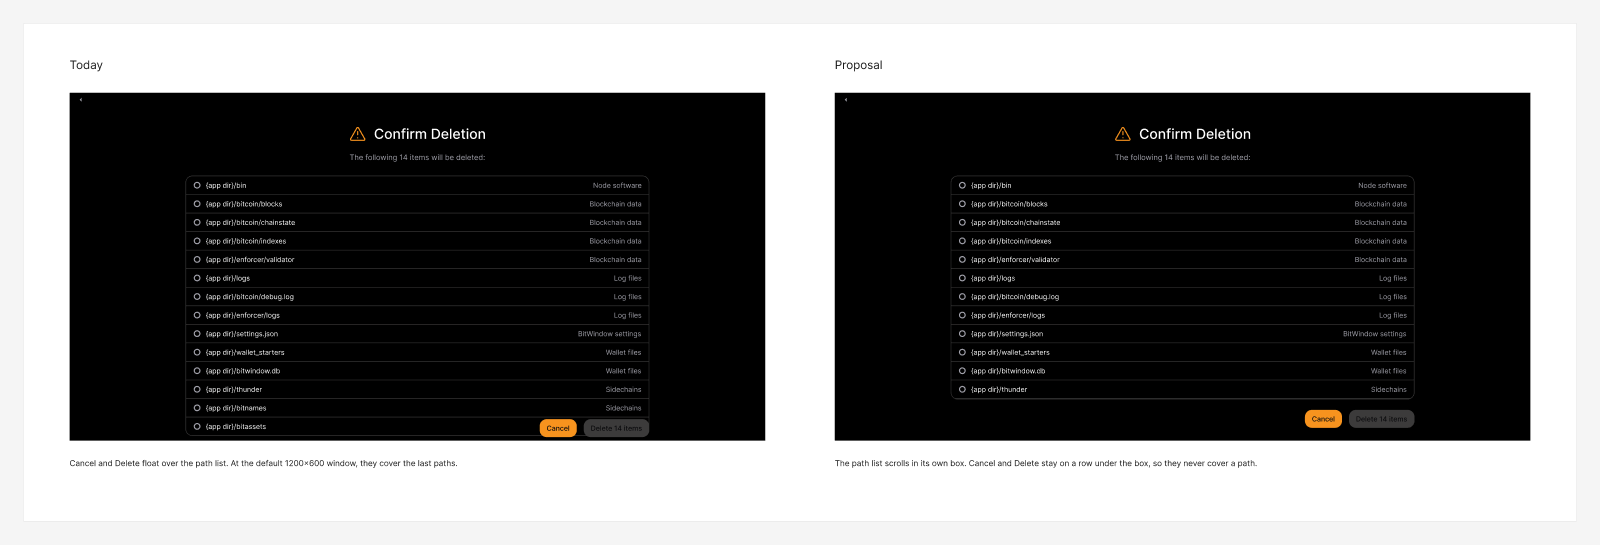 Today
Confirm Deletion
The following 14 items will be deleted:
{app dir}/bin Node software
{app dir}/bitcoin/blocks Blockchain data
{app dir}/bitcoin/chainstate Blockchain data
{app dir}/bitcoin/indexes Blockchain data
{app dir}/enforcer/validator Blockchain data
{app dir}/logs Log files
{app dir}/bitcoin/debug.log Log files
{app dir}/enforcer/logs Log files
{app dir}/settings.json BitWindow settings
{app dir}/wallet_starters Wallet files
{app dir}/bitwindow.db Wallet files
{app dir}/thunder Sidechains
{app dir}/bitnames Sidechains
{app dir}/bitassets
Cancel Delete 14 items
Cancel and Delete float over the path list. At the default 1200×600 window, they cover the last paths.
Proposal
Confirm Deletion
The following 14 items will be deleted:
{app dir}/bin Node software
{app dir}/bitcoin/blocks Blockchain data
{app dir}/bitcoin/chainstate Blockchain data
{app dir}/bitcoin/indexes Blockchain data
{app dir}/enforcer/validator Blockchain data
{app dir}/logs Log files
{app dir}/bitcoin/debug.log Log files
{app dir}/enforcer/logs Log files
{app dir}/settings.json BitWindow settings
{app dir}/wallet_starters Wallet files
{app dir}/bitwindow.db Wallet files
{app dir}/thunder Sidechains
Cancel Delete 14 items
The path list scrolls in its own box. Cancel and Delete stay on a row under the box, so they never cover a path.